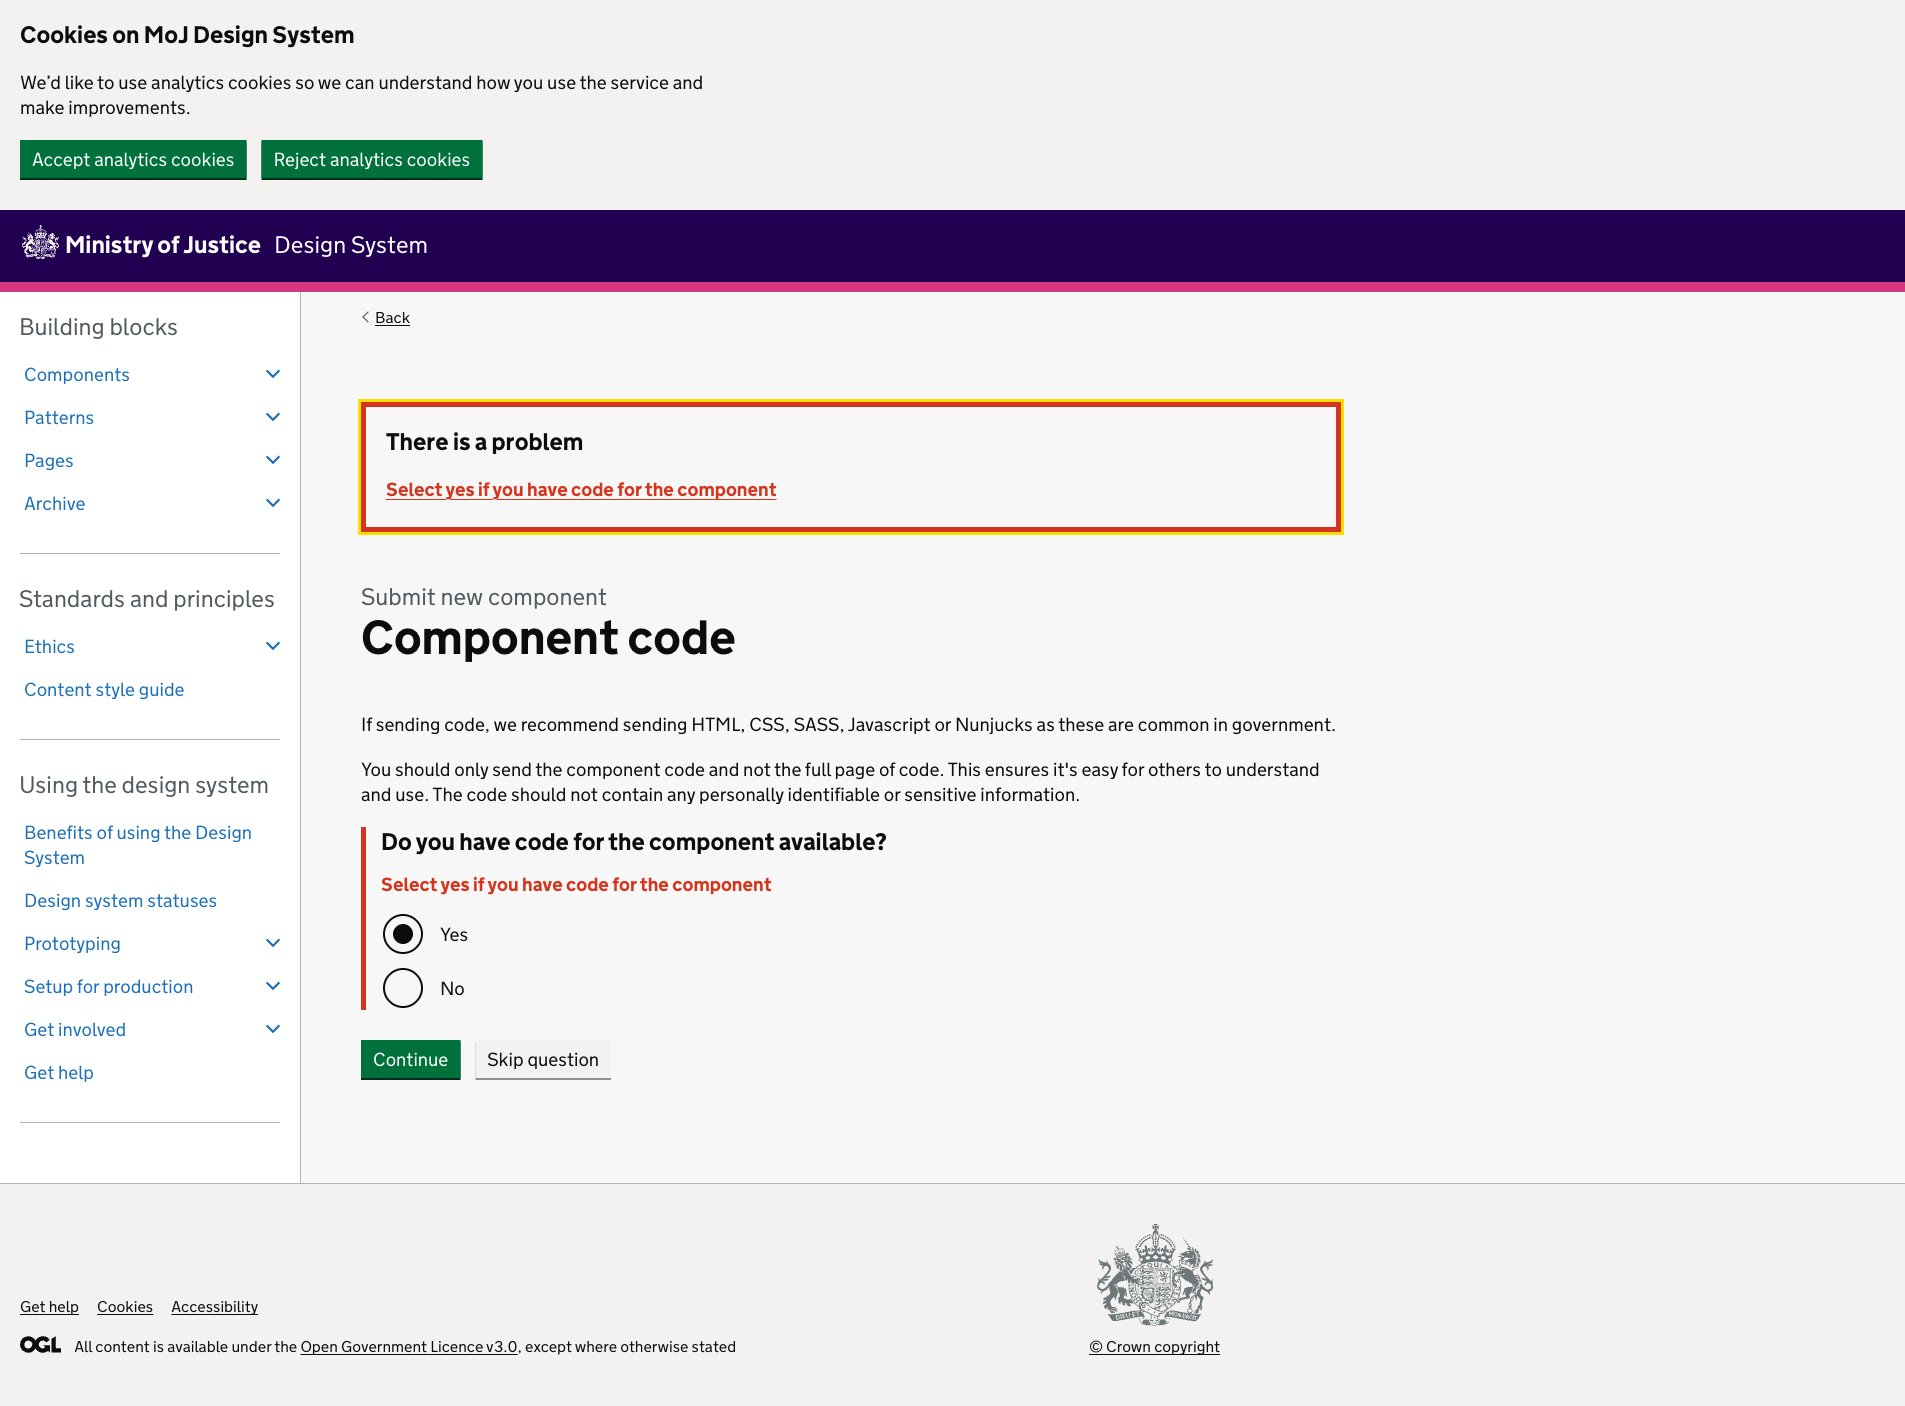 Cookies on MoJ Design System
We’d like to use analytics cookies so we can understand how you use the service and
make improvements.
Accept analytics cookies
Reject analytics cookies
Ministry of Justice Design System
Building blocks
Components
Patterns
Pages
Archive
Standards and principles
Ethics
Content style guide
Using the design system
Benefits of using the Design
System
Design system statuses
Prototyping
Setup for production
Get involved
Get help
Back
There is a problem
Select yes if you have code for the component
Submit new component
Component code
If sending code, we recommend sending HTML, CSS, SASS, Javascript or Nunjucks as these are common in government.
You should only send the component code and not the full page of code. This ensures it's easy for others to understand
and use. The code should not contain any personally identifiable or sensitive information.
Do you have code for the component available?
Select yes if you have code for the component
Yes
No
Continue
Skip question
Get help
Cookies
Accessibility
OGL All content is available under the Open Government Licence v3.0, except where otherwise stated
© Crown copyright